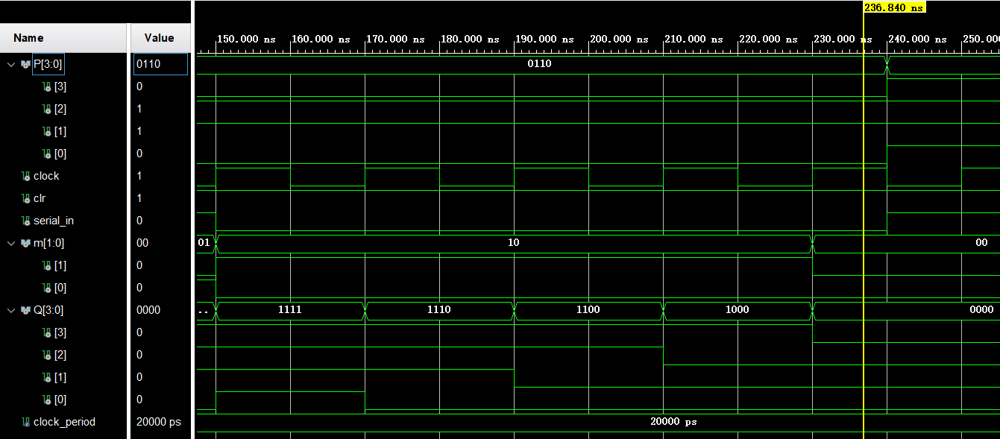 236.840 ns
Name Value
150.000 ns 160.000 ns 170.000 ns 180.000 ns 190.000 ns 200.000 ns 210.000 ns 220.000 ns 230.000 ns 240.000 ns 250.00
P[3:0] 0110 0110
[3] 0
[2] 1
[1] 1
[0] 0
clock 1
clr 1
serial_in 0
m[1:0] 00 01 10 00
[1] 0
[0] 0
Q[3:0] 0000 .. 1111 1110 1100 1000 0000
[3] 0
[2] 0
[1] 0
[0] 0
clock_period 20000 ps 20000 ps